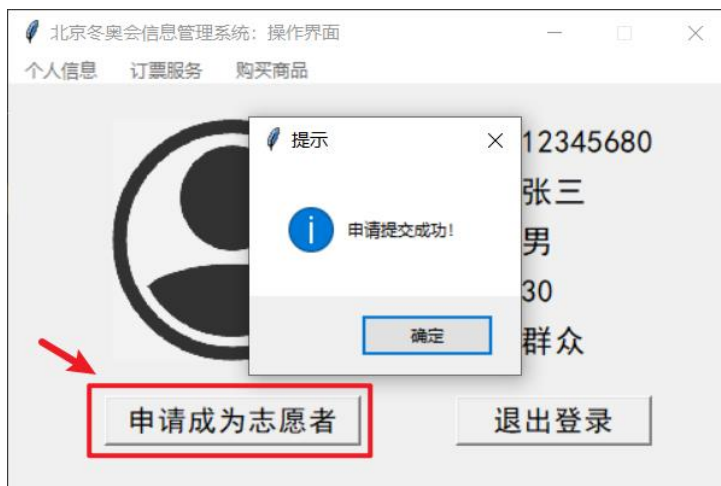 北京冬奥会信息管理系统：操作界面
个人信息 订票服务 购买商品
提示
12345680
张三
申请提交成功！
男
30
确定
群众
申请成为志愿者 退出登录